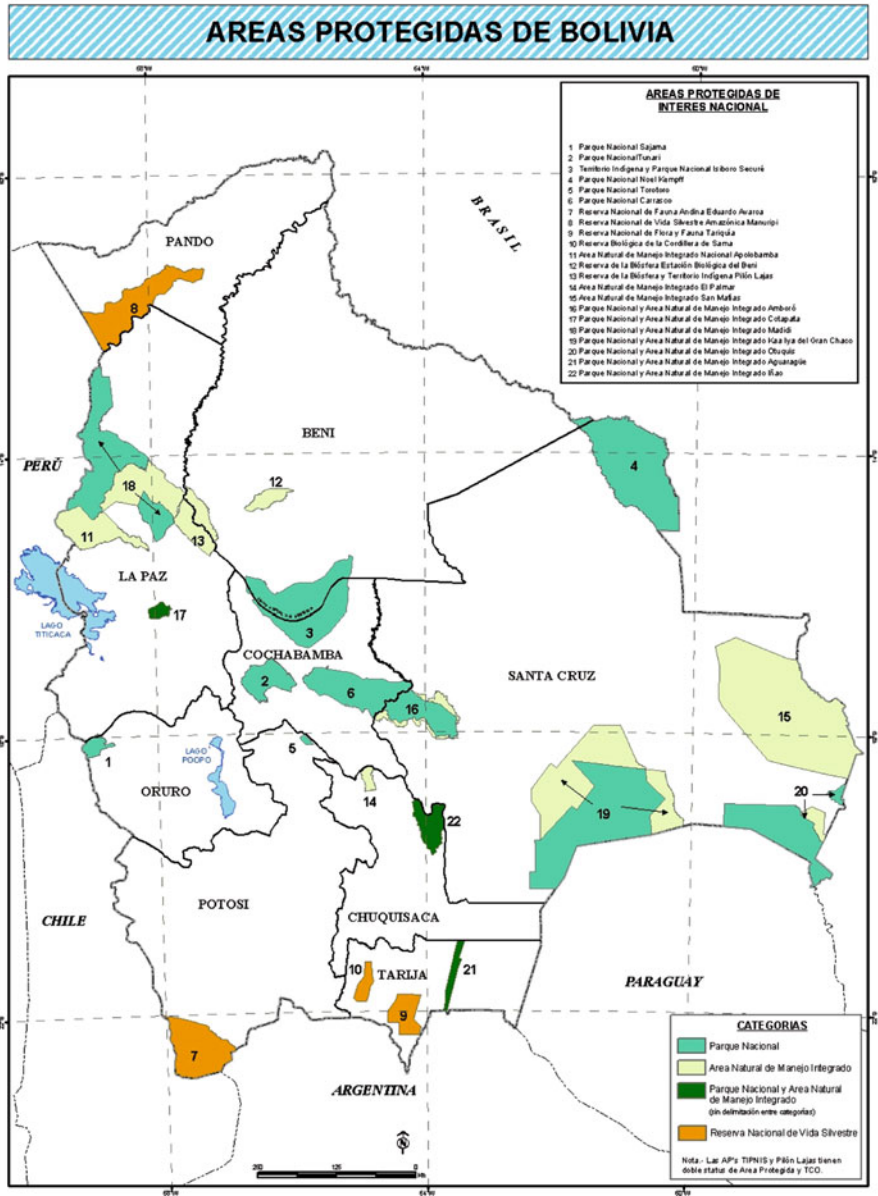 AREAS PROTEGIDAS DE BOLIVIA
AREAS PROTEGIDAS DE
INTERES NACIONAL
1 Parque Nacional Sajama
2 Parque NacionalTunari
3 Territorio Indígena y Parque Nacional Isiboro Securé
4 Parque Nacional Noel Kempff
5 Parque Nacional Torotoro
6 Parque Nacional Carrasco
7 Reserva Nacional de Fauna Andina Eduardo Avaroa
8 Reserva Nacional de Vida Silvestre Amazónica Manuripi
9 Reserva Nacional de Flora y Fauna Tariquía
10 Reserva Biológica de la Cordillera de Sama
11 Area Natural de Manejo Integrado Nacional Apolobamba
12 Reserva de la Biósfera Estación Biológica del Beni
13 Reserva de la Biósfera y Territorio Indígena Pilón Lajas
14 Area Natural de Manejo Integrado El Palmar
15 Area Natural de Manejo Integrado San Matías
16 Parque Nacional y Area Natural de Manejo Integrado Amboró
17 Parque Nacional y Area Natural de Manejo Integrado Cotapata
18 Parque Nacional y Area Natural de Manejo Integrado Madidi
19 Parque Nacional y Area Natural de Manejo Integrado Kaa Iya del Gran Chaco
20 Parque Nacional y Area Natural de Manejo Integrado Otuquis
21 Parque Nacional y Area Natural de Manejo Integrado Aguaragüe
22 Parque Nacional y Area Natural de Manejo Integrado Iñao
BRASIL
PANDO
8
BENI
PERÚ
4
18
12
11
13
LA PAZ
LAGO
TITICACA
17
3
COCHABAMBA
SANTA CRUZ
2
6
16
15
1
LAGO
POOPO
5
ORURO
14
20
19
22
POTOSI
CHUQUISACA
CHILE
10
TARIJA
21
PARAGUAY
9
7
ARGENTINA
CATEGORIAS
Parque Nacional
Area Natural de Manejo Integrado
Parque Nacional y Area Natural
de Manejo Integrado
(sin delimitación entre categorías)
Reserva Nacional de Vida Silvestre
Nota.- Las AP's TIPNIS y Pilón Lajas tienen
doble status de Area Protegida y TCO.
N
200 0